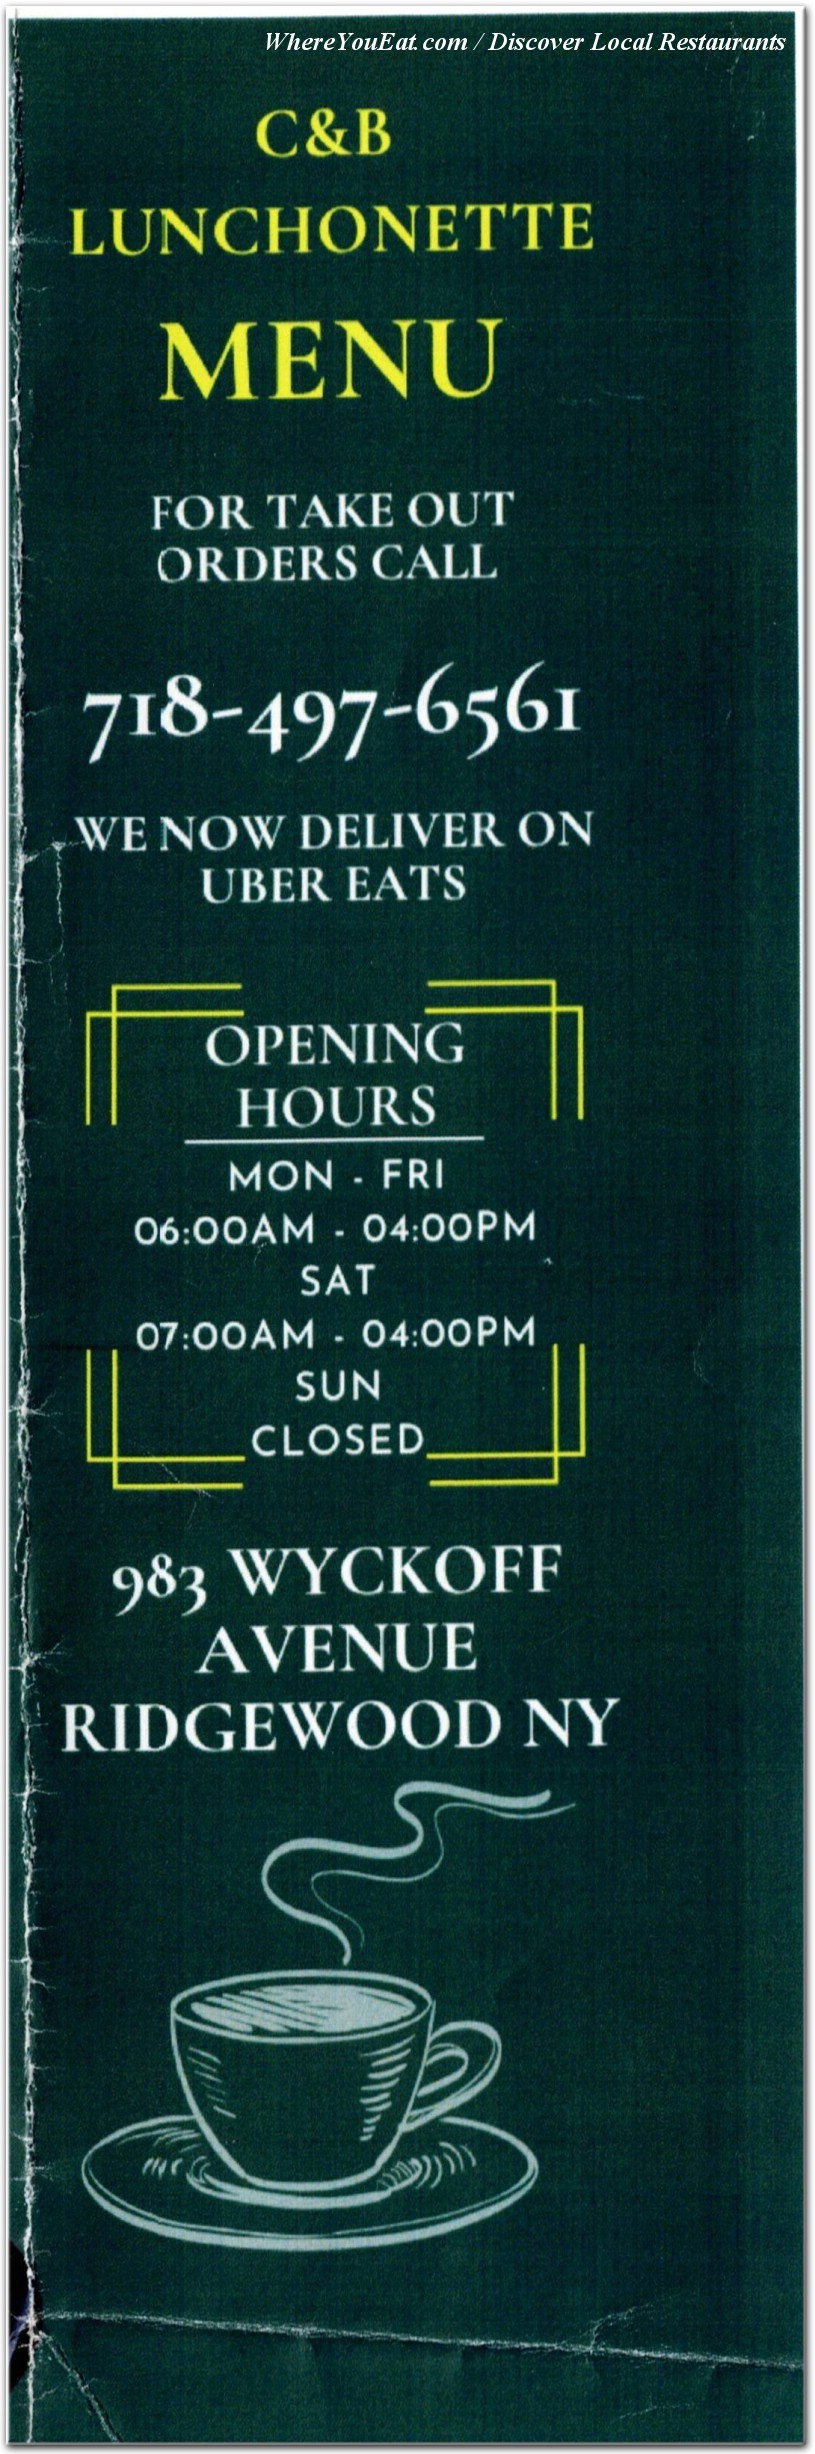 WhereYouEat.com / Discover Local Restaurants
C&B
LUNCHONETTE
MENU
FOR TAKE OUT
ORDERS CALL
718-497-6561
WE NOW DELIVER ON
UBER EATS
OPENING
HOURS
MON - FRI
06:00AM - 04:00PM
SAT
07:00AM - 04:00PM
SUN
CLOSED
983 WYCKOFF
AVENUE
RIDGEWOOD NY